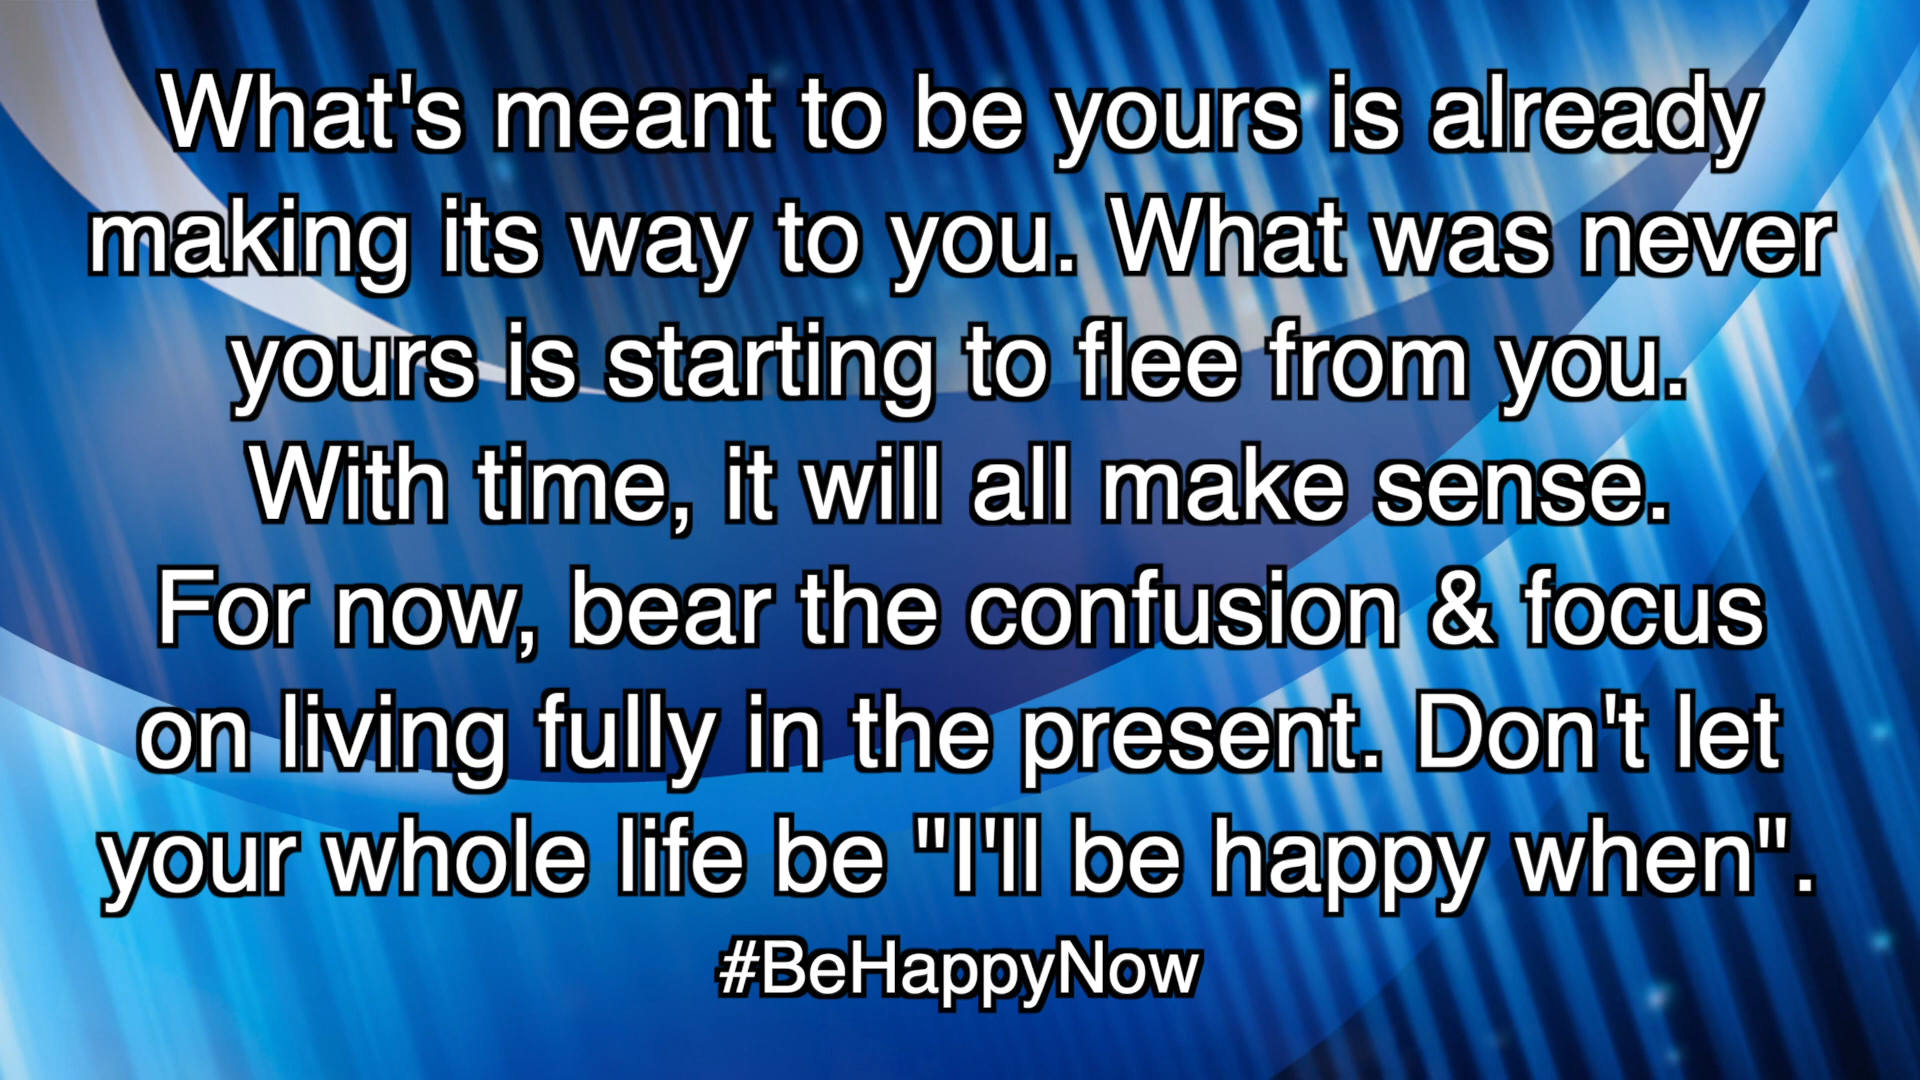 What's meant to be yours is already
making its way to you. What was never
yours is starting to flee from you.
With time, it will all make sense.
For now, bear the confusion & focus
on living fully in the present. Don't let
your whole life be "I'll be happy when".
#BeHappyNow